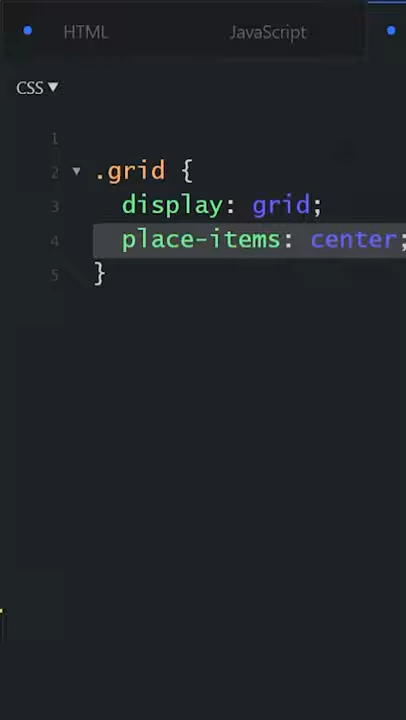 HTML JavaScript
CSS ▼
1
2 ▼ .grid {
3 display: grid;
4 place-items: center;
5 }